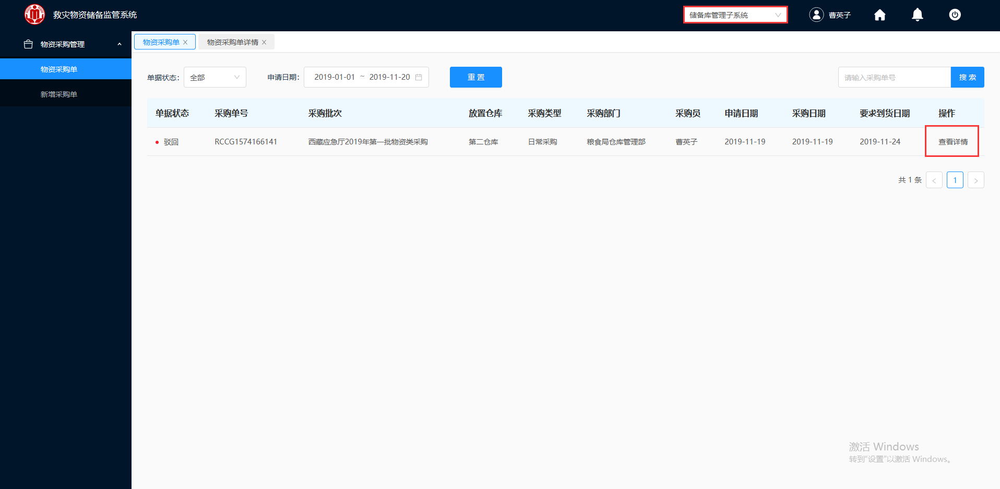 救灾物资储备监管系统
储备库管理子系统
曹英子
物资采购管理
物资采购单
新增采购单
物资采购单 ×
物资采购单详情 ×
单据状态: 全部
申请日期: 2019-01-01 ~ 2019-11-20
重 置
请输入采购单号
搜 索
单据状态 采购单号 采购批次 放置仓库 采购类型 采购部门 采购员 申请日期 采购日期 要求到货日期 操作
驳回 RCCG1574166141 西藏应急厅2019年第一批物资类采购 第二仓库 日常采购 粮食局仓库管理部 曹英子 2019-11-19 2019-11-19 2019-11-24 查看详情
共 1 条 < 1 >
激活 Windows
转到“设置”以激活 Windows。